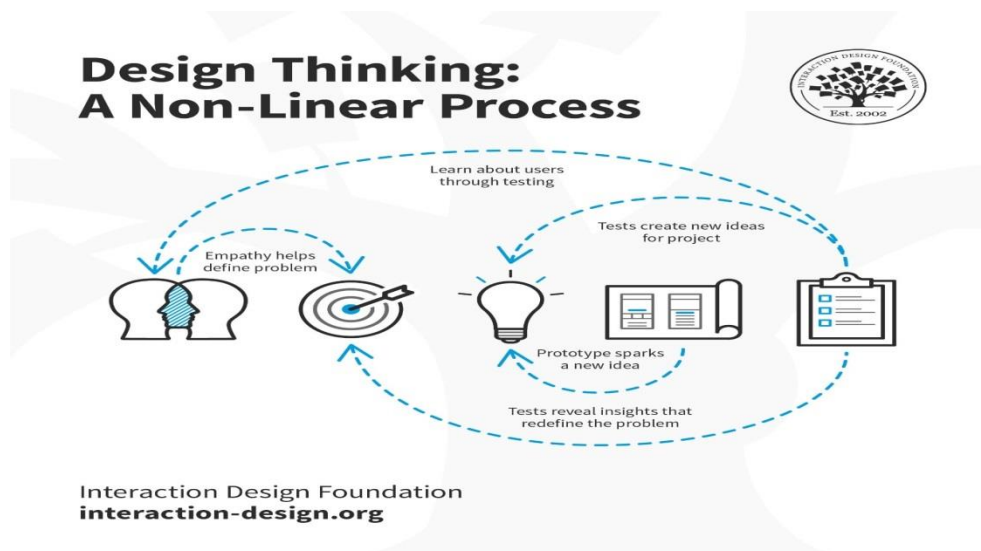 Design Thinking:
A Non-Linear Process
INTERACTION DESIGN FOUNDATION
Est. 2002
Learn about users
through testing
Tests create new ideas
for project
Empathy helps
define problem
Prototype sparks
a new idea
Tests reveal insights that
redefine the problem
Interaction Design Foundation
interaction-design.org